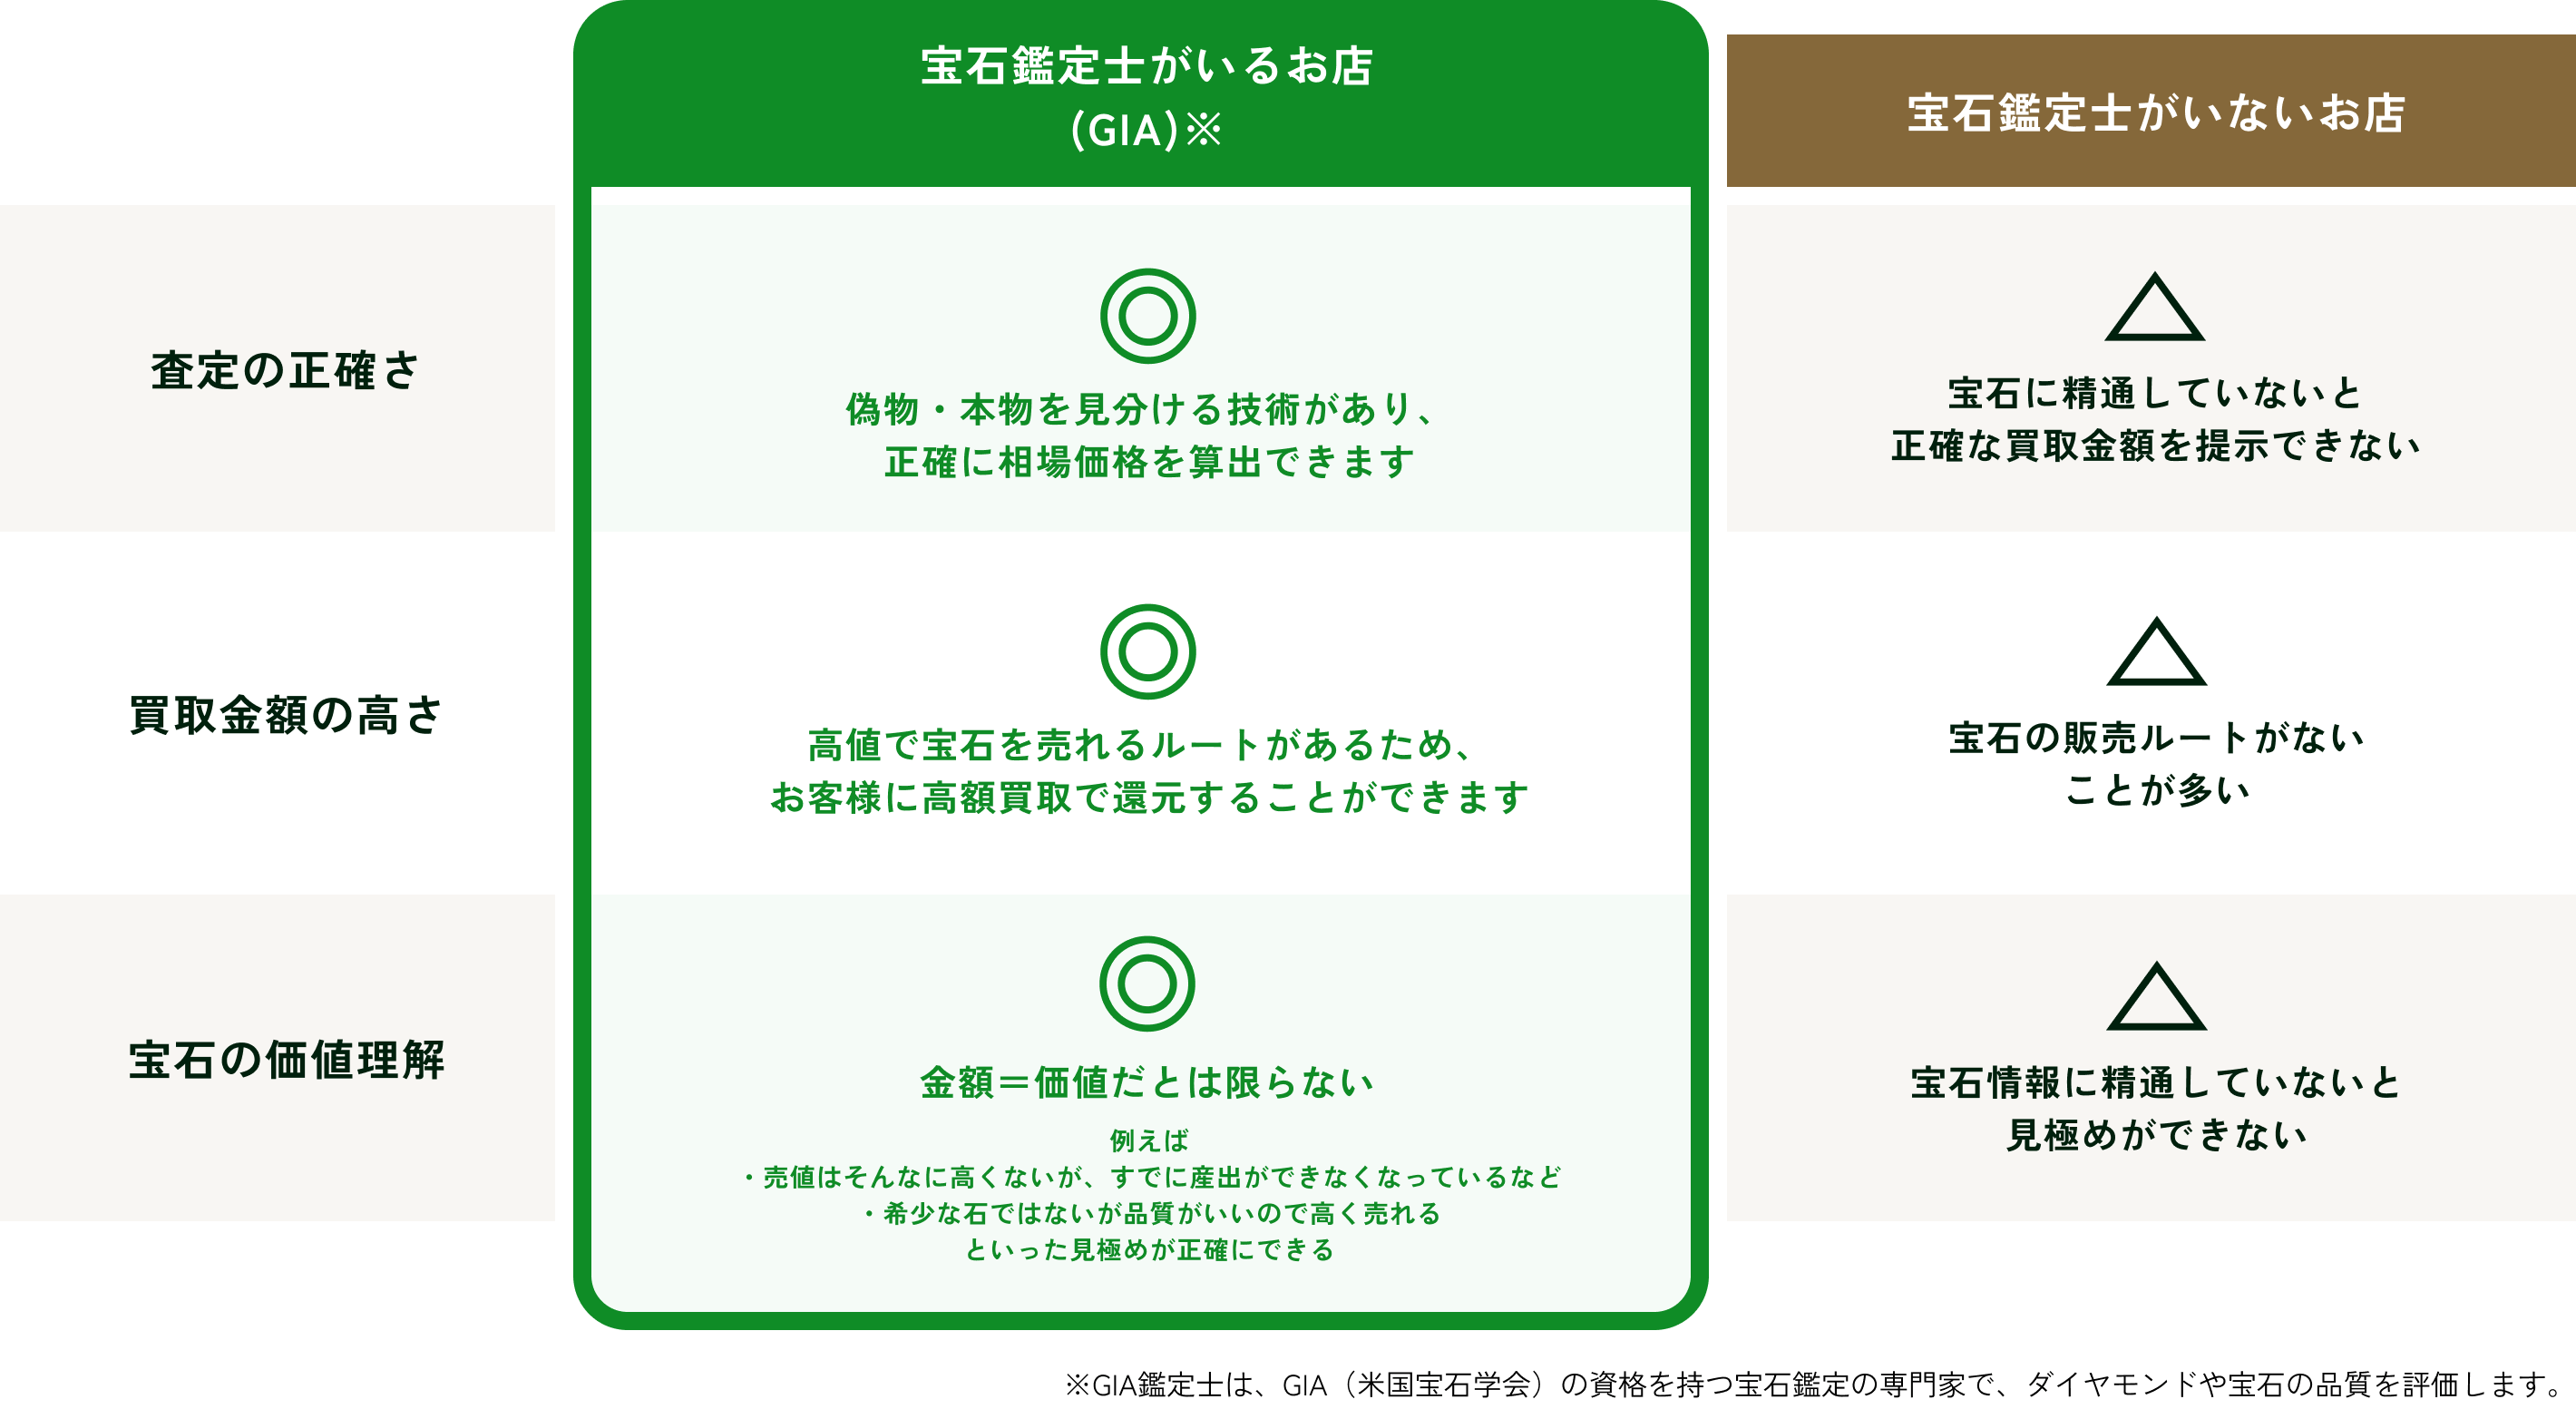 宝石鑑定士がいるお店
(GIA)※
宝石鑑定士がいないお店
査定の正確さ
偽物・本物を見分ける技術があり、
正確に相場価格を算出できます
宝石に精通していないと
正確な買取金額を提示できない
買取金額の高さ
高値で宝石を売れるルートがあるため、
お客様に高額買取で還元することができます
宝石の販売ルートがない
ことが多い
宝石の価値理解
金額＝価値だとは限らない
例えば
・売値はそんなに高くないが、すでに産出ができなくなっているなど
・希少な石ではないが品質がいいので高く売れる
といった見極めが正確にできる
宝石情報に精通していないと
見極めができない
※GIA鑑定士は、GIA（米国宝石学会）の資格を持つ宝石鑑定の専門家で、ダイヤモンドや宝石の品質を評価します。